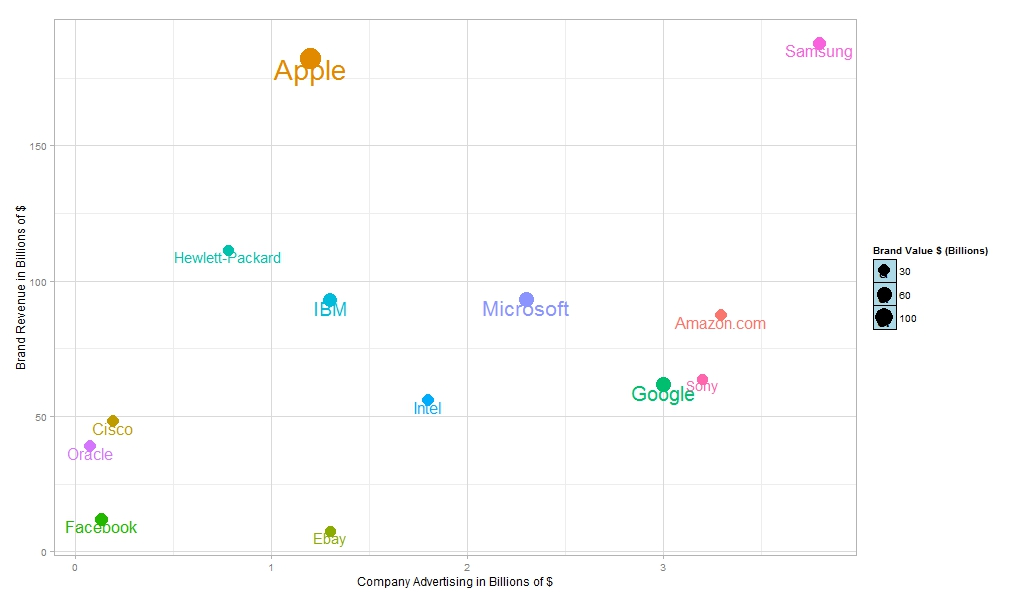 Samsung
Apple
150
Hewlett-Packard
Brand Value $ (Billions)
30
60
100
Brand Revenue in Billions of $
100
IBM
Microsoft
Amazon.com
Sony
Google
Intel
50
Cisco
Oracle
Facebook
Ebay
0
0
1
2
3
Company Advertising in Billions of $